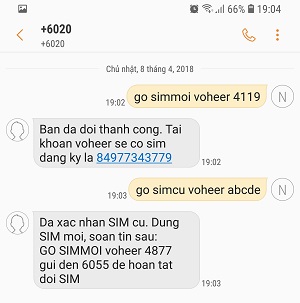 66% 19:04
+6020
+6020
Chủ nhật, 8 tháng 4, 2018
go simmoi voheer 4119
19:02
N
Ban da doi thanh cong. Tai
khoan voheer se co sim
dang ky la 84977343779
19:02
go simcu voheer abcde
19:03
N
Da xac nhan SIM cu. Dung
SIM moi, soan tin sau:
GO SIMMOI voheer 4877
gui den 6055 de hoan tat
doi SIM
19:03